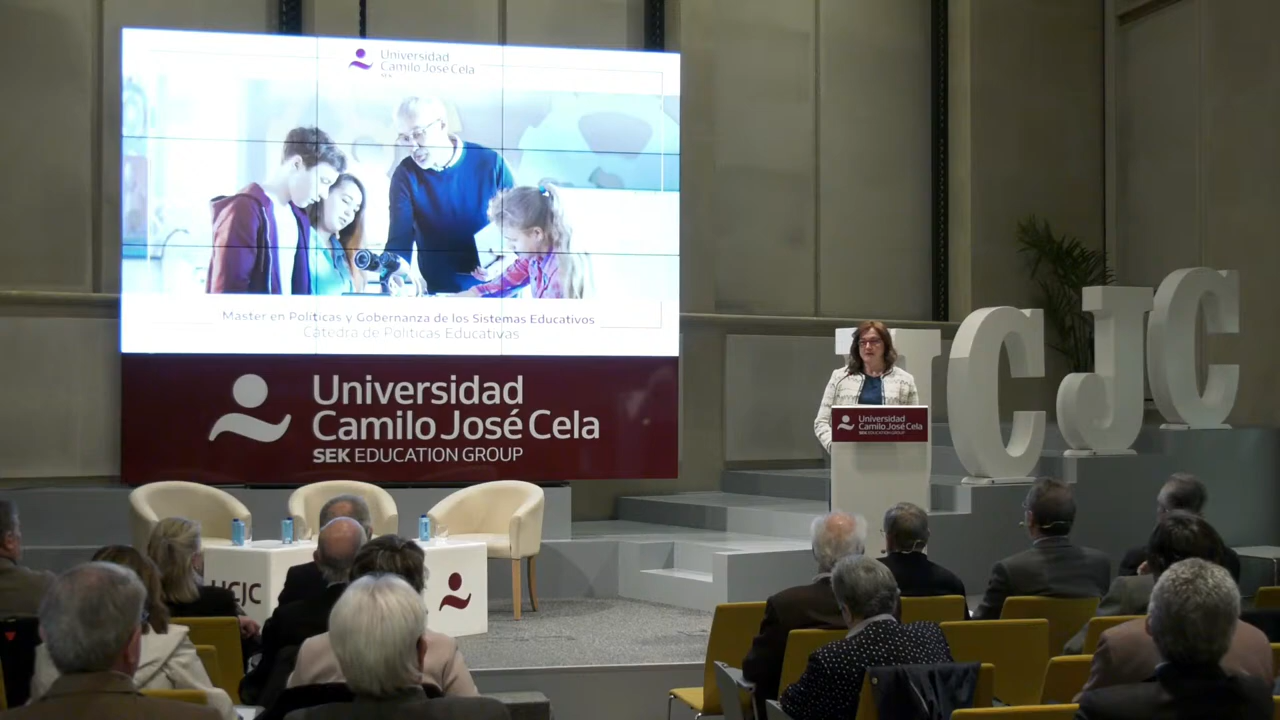 Universidad
Camilo José Cela
SEK
Master en Políticas y Gobernanza de los Sistemas Educativos
Cátedra de Políticas Educativas
Universidad
Camilo José Cela
SEK EDUCATION GROUP
Universidad
Camilo José Cela
SEK EDUCATION GROUP
UCJC
UCJC